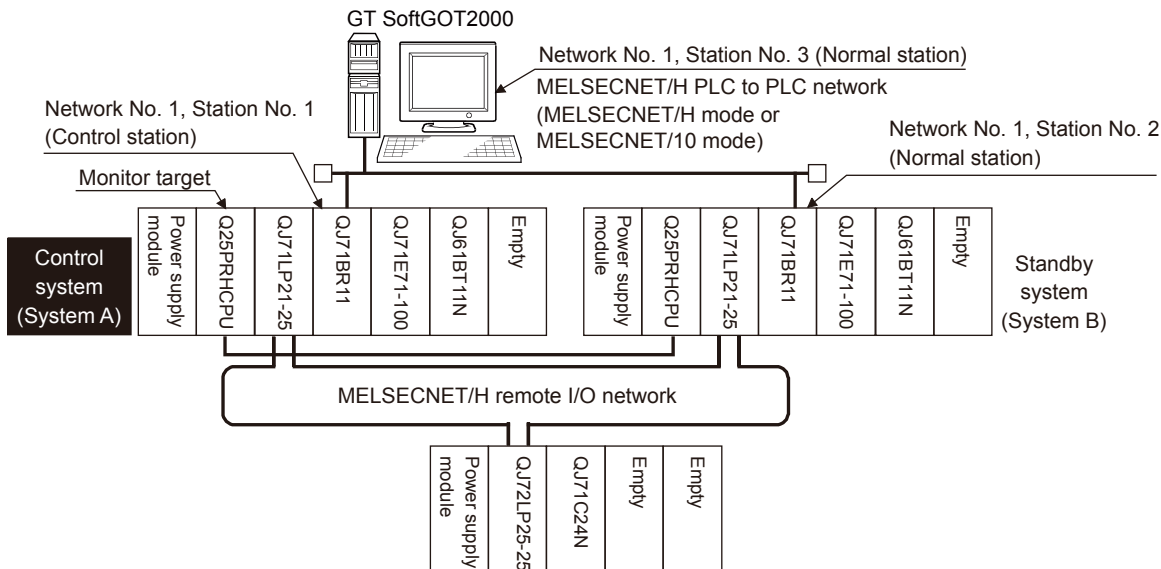 GT SoftGOT2000
Network No. 1, Station No. 3 (Normal station)
MELSECNET/H PLC to PLC network
(MELSECNET/H mode or
MELSECNET/10 mode)
Network No. 1, Station No. 1
(Control station)
Network No. 1, Station No. 2
(Normal station)
Monitor target
Control
system
(System A)
Power supply
module
Q25PRHCPU
QJ71LP21-25
QJ71BR11
QJ71E71-100
QJ61BT11N
Empty
Power supply
module
Q25PRHCPU
QJ71LP21-25
QJ71BR11
QJ71E71-100
QJ61BT11N
Empty
Standby
system
(System B)
MELSECNET/H remote I/O network
Power supply
module
QJ72LP25-25
QJ71C24N
Empty
Empty